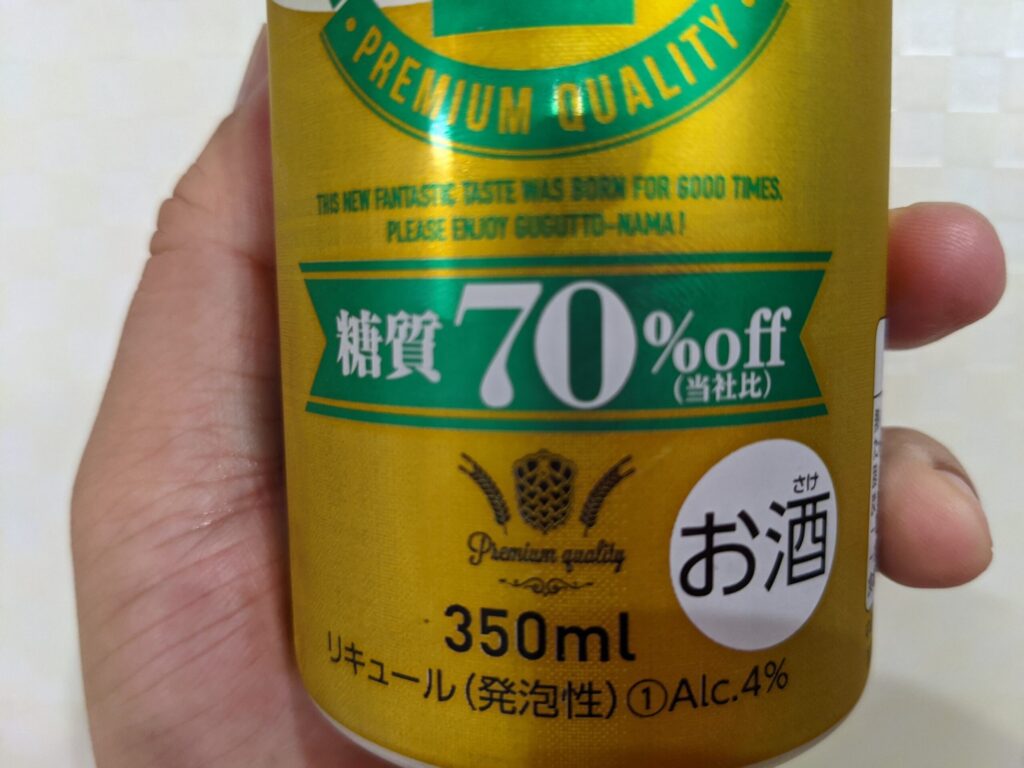 • PREMIUM QUALITY •
THIS NEW FANTASTIC TASTE WAS BORN FOR GOOD TIMES.
PLEASE ENJOY GUGUTTO-NAMA!
糖質70%off
(当社比)
Premium quality
さけ
お酒
350ml
リキュール(発泡性)①Alc.4%